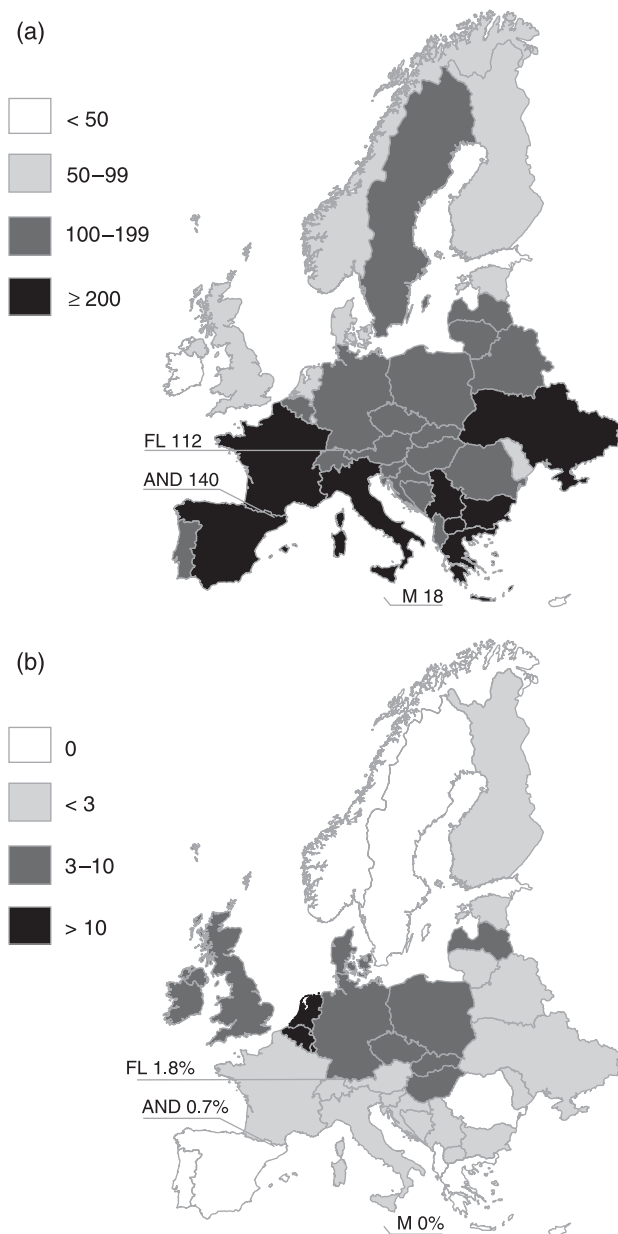 (a)
< 50
50–99
100–199
≥ 200
FL 112
AND 140
M 18
(b)
0
< 3
3–10
> 10
FL 1.8%
AND 0.7%
M 0%